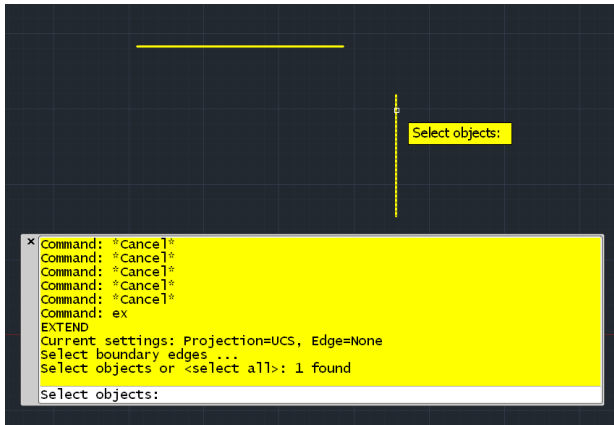 Select objects:
×
Command: *Cancel*
Command: *Cancel*
Command: *Cancel*
Command: *Cancel*
Command: *Cancel*
Command: ex
EXTEND
Current settings: Projection=UCS, Edge=None
Select boundary edges ...
Select objects or <select all>: 1 found
Select objects: